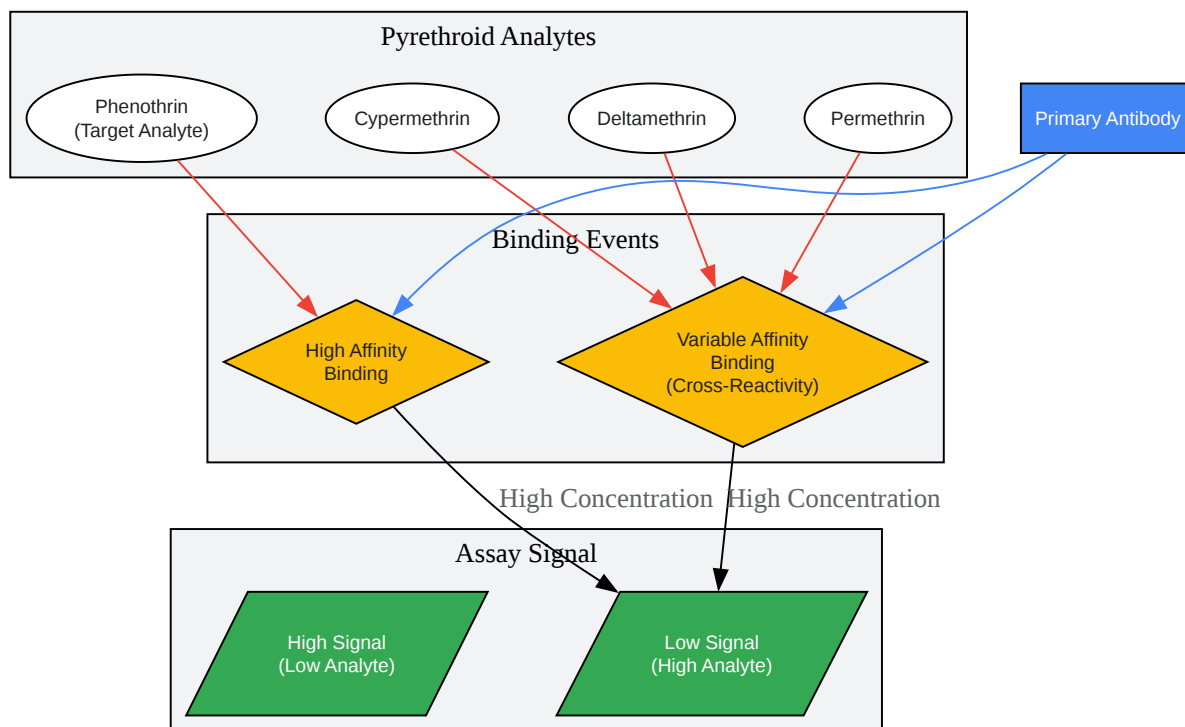 Pyrethroid Analytes
Phenothrin
(Target Analyte)
Cypermethrin
Deltamethrin
Permethrin
Primary Antibody
Binding Events
High Affinity
Binding
Variable Affinity
Binding
(Cross-Reactivity)
High Concentration
High Concentration
Assay Signal
High Signal
(Low Analyte)
Low Signal
(High Analyte)